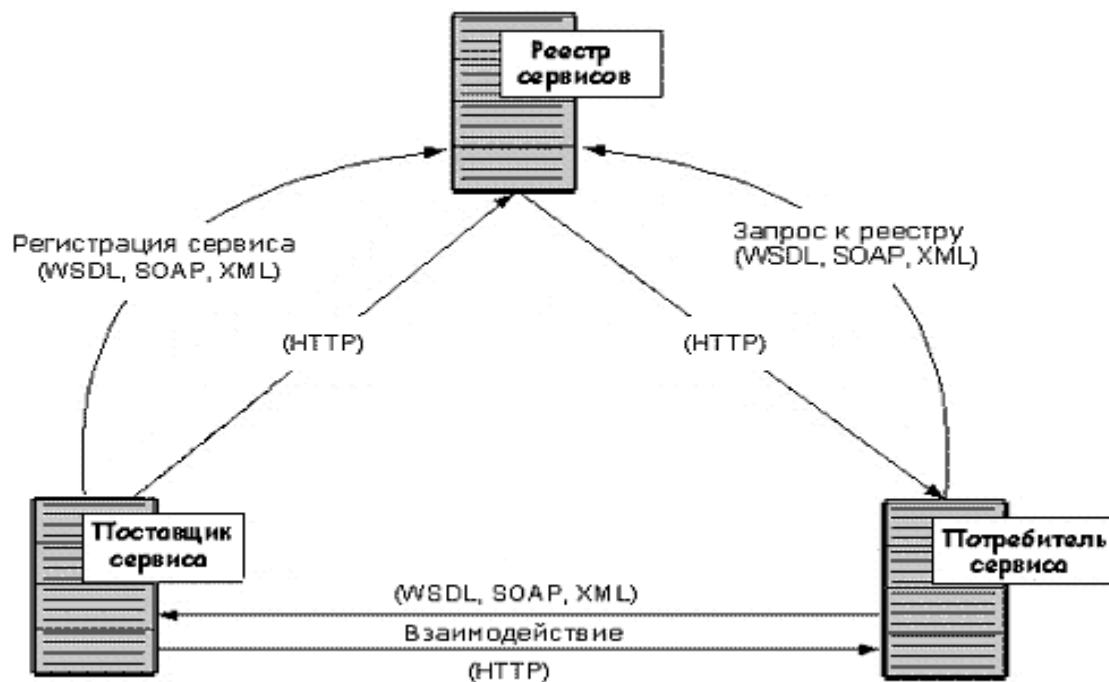 Реестр
сервисов
Регистрация сервиса
(WSDL, SOAP, XML)
Запрос к реестру
(WSDL, SOAP, XML)
(HTTP)
(HTTP)
Поставщик
сервиса
Потребитель
сервиса
(WSDL, SOAP, XML)
Взаимодействие
(HTTP)